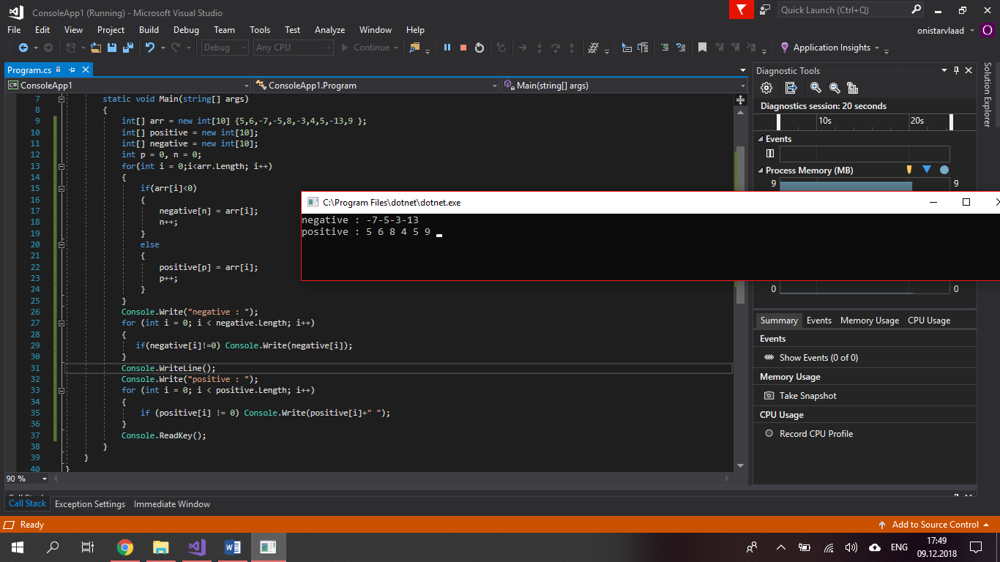 ConsoleApp1 (Running) - Microsoft Visual Studio
Quick Launch (Ctrl+Q)
File Edit View Project Build Debug Team Tools Test Analyze Window Help
onistarvlaad O
Debug Any CPU Continue Application Insights
Program.cs
Diagnostic Tools
Solution Explorer
C# ConsoleApp1 ConsoleApp1.Program Main(string[] args)
7 static void Main(string[] args)
8 {
9 int[] arr = new int[10] {5,6,-7,-5,8,-3,4,5,-13,9 };
10 int[] positive = new int[10];
11 int[] negative = new int[10];
12 int p = 0, n = 0;
13 for(int i = 0;i<arr.Length; i++)
14 {
15 if(arr[i]<0)
16 {
17 negative[n] = arr[i];
18 n++;
19 }
20 else
21 {
22 positive[p] = arr[i];
23 p++;
24 }
25 }
26 Console.Write("negative : ");
27 for (int i = 0; i < negative.Length; i++)
28 {
29 if(negative[i]!=0) Console.Write(negative[i]);
30 }
31 Console.WriteLine();
32 Console.Write("positive : ");
33 for (int i = 0; i < positive.Length; i++)
34 {
35 if (positive[i] != 0) Console.Write(positive[i]+" ");
36 }
37 Console.ReadKey();
38 }
39 }
40 }
90 %
C:\Program Files\dotnet\dotnet.exe
negative : -7-5-3-13
positive : 5 6 8 4 5 9
Diagnostics session: 20 seconds
10s 20s
Events
Process Memory (MB)
9 9
0 0
Summary Events Memory Usage CPU Usage
Events
Show Events (0 of 0)
Memory Usage
Take Snapshot
CPU Usage
Record CPU Profile
Call Stack Exception Settings Immediate Window
Ready Add to Source Control
ENG
17:49
09.12.2018